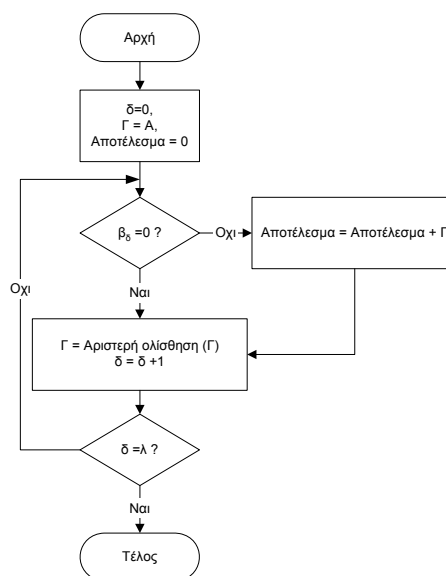 Αρχή
δ=0,
Γ = Α,
Αποτέλεσμα = 0
β_δ =0 ?
Οχι
Αποτέλεσμα = Αποτέλεσμα + Γ
Οχι
Ναι
Γ = Αριστερή ολίσθηση (Γ)
δ = δ +1
δ =λ ?
Ναι
Τέλος